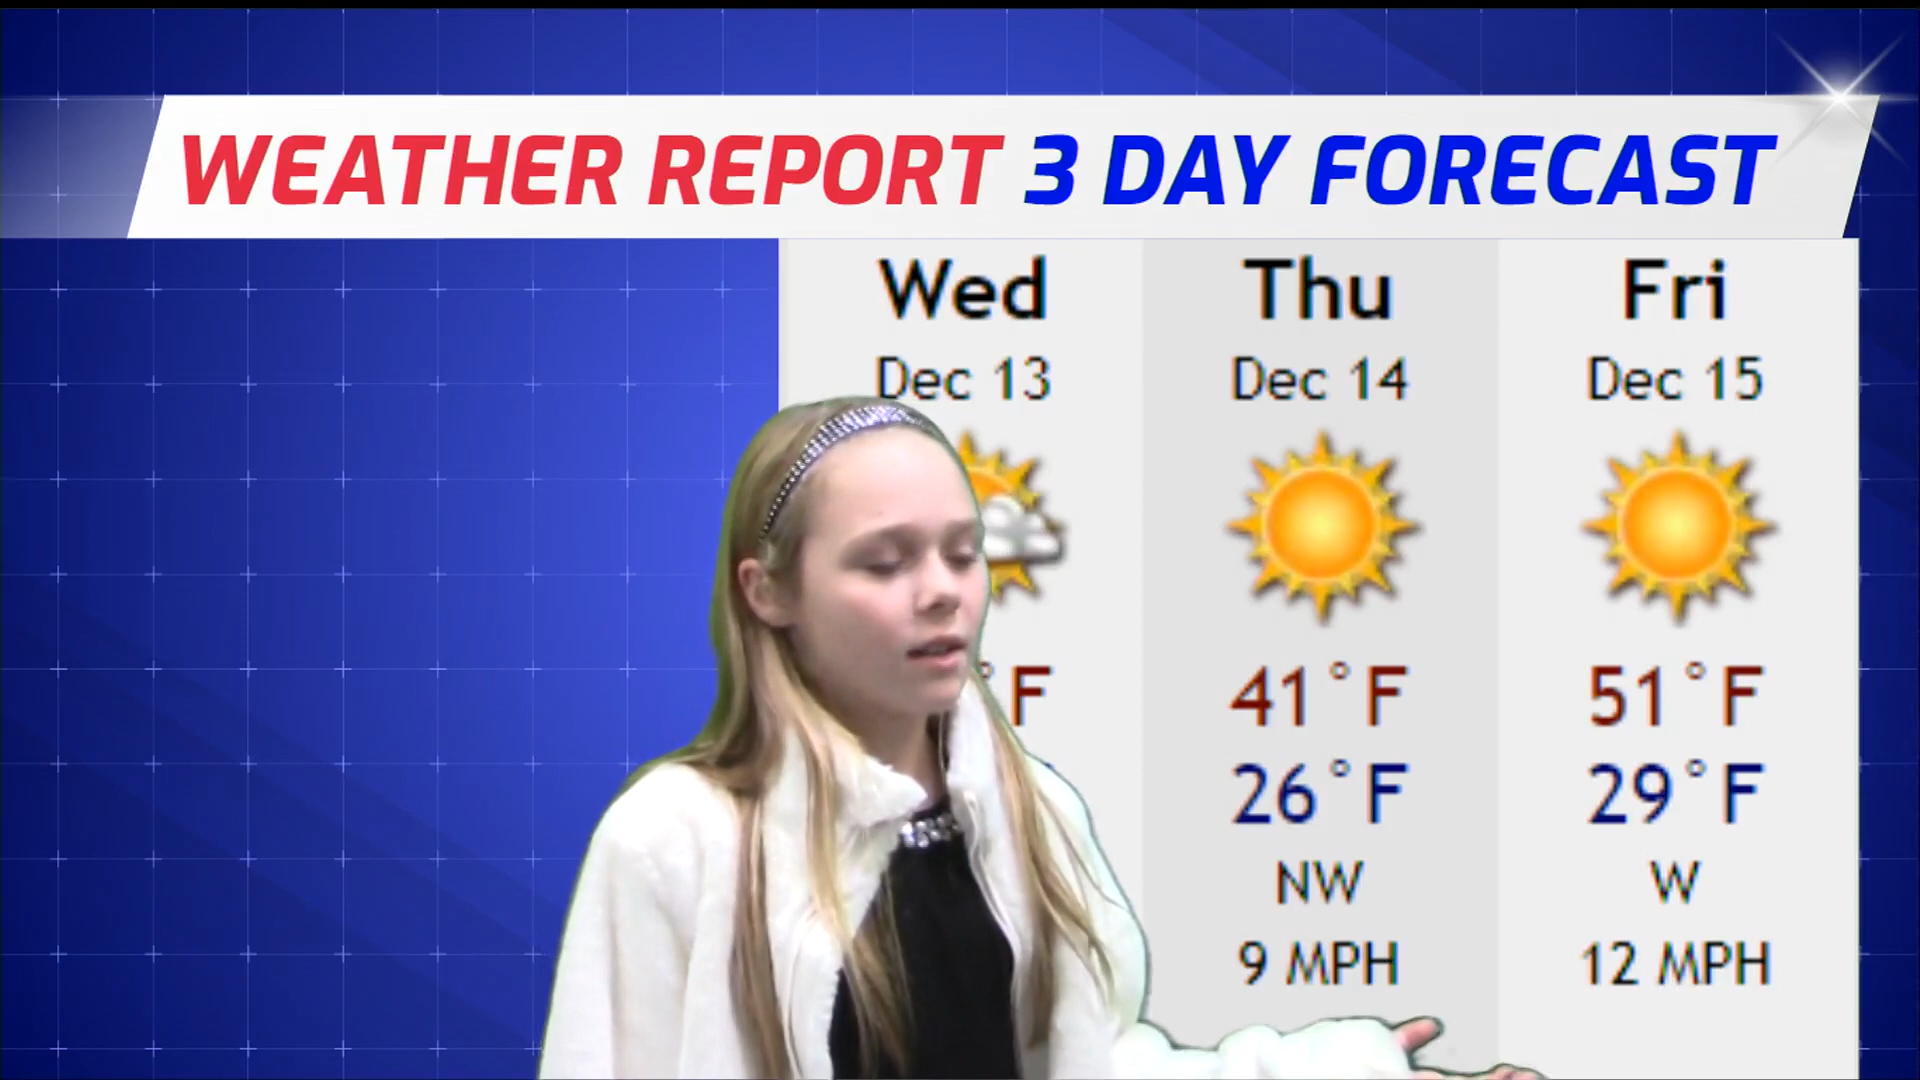 WEATHER REPORT 3 DAY FORECAST
Wed Thu Fri
Dec 13 Dec 14 Dec 15
°F 41°F 51°F
26°F 29°F
NW W
9 MPH 12 MPH